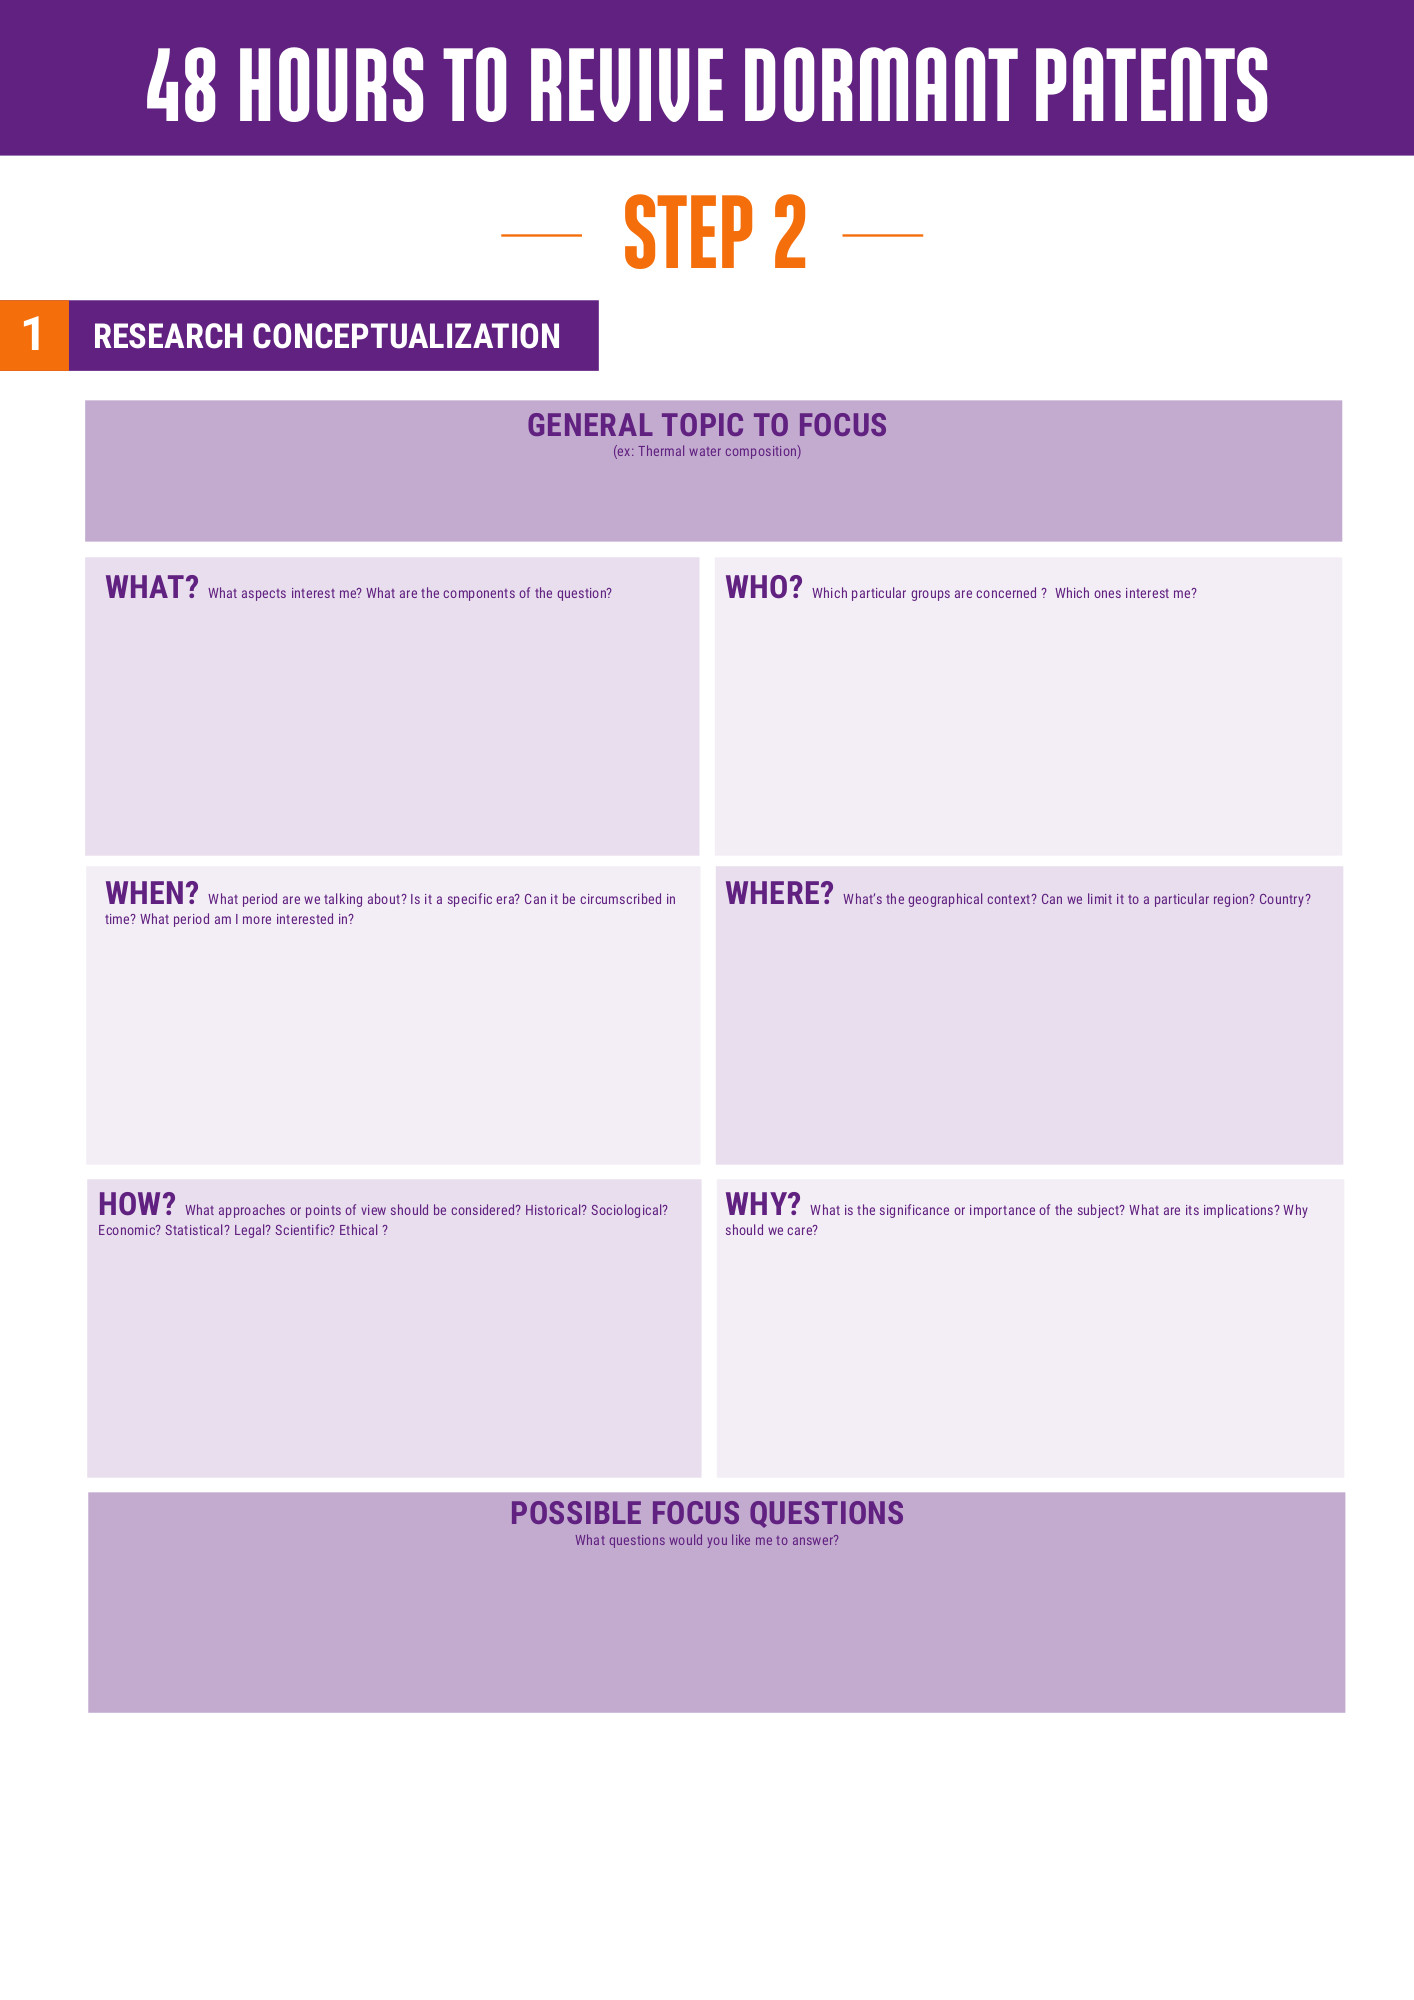 48 HOURS TO REVIVE DORMANT PATENTS
STEP 2
1 RESEARCH CONCEPTUALIZATION
GENERAL TOPIC TO FOCUS
(ex: Thermal water composition)
WHAT? What aspects interest me? What are the components of the question?
WHO? Which particular groups are concerned ? Which ones interest me?
WHEN? What period are we talking about? Is it a specific era? Can it be circumscribed in
time? What period am I more interested in?
WHERE? What's the geographical context? Can we limit it to a particular region? Country?
HOW? What approaches or points of view should be considered? Historical? Sociological?
Economic? Statistical? Legal? Scientific? Ethical ?
WHY? What is the significance or importance of the subject? What are its implications? Why
should we care?
POSSIBLE FOCUS QUESTIONS
What questions would you like me to answer?